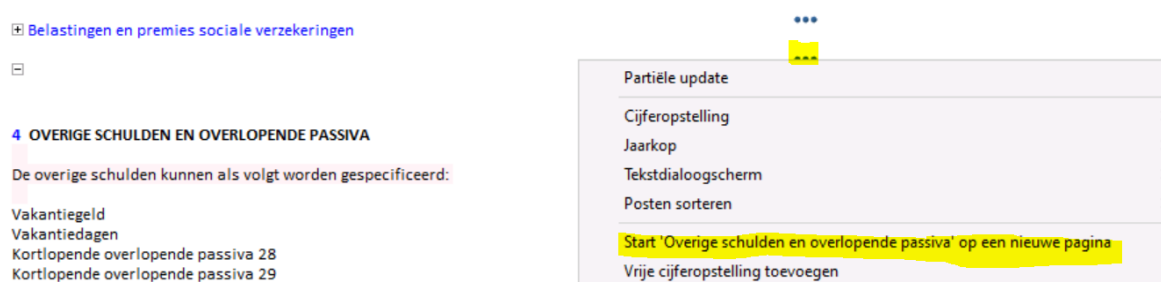 Belastingen en premies sociale verzekeringen
4 OVERIGE SCHULDEN EN OVERLOPENDE PASSIVA
De overige schulden kunnen als volgt worden gespecificeerd:
Vakantiegeld
Vakantiedagen
Kortlopende overlopende passiva 28
Kortlopende overlopende passiva 29
Partiële update
Cijferopstelling
Jaarkop
Tekstdialoogscherm
Posten sorteren
Start 'Overige schulden en overlopende passiva' op een nieuwe pagina
Vrije cijferopstelling toevoegen